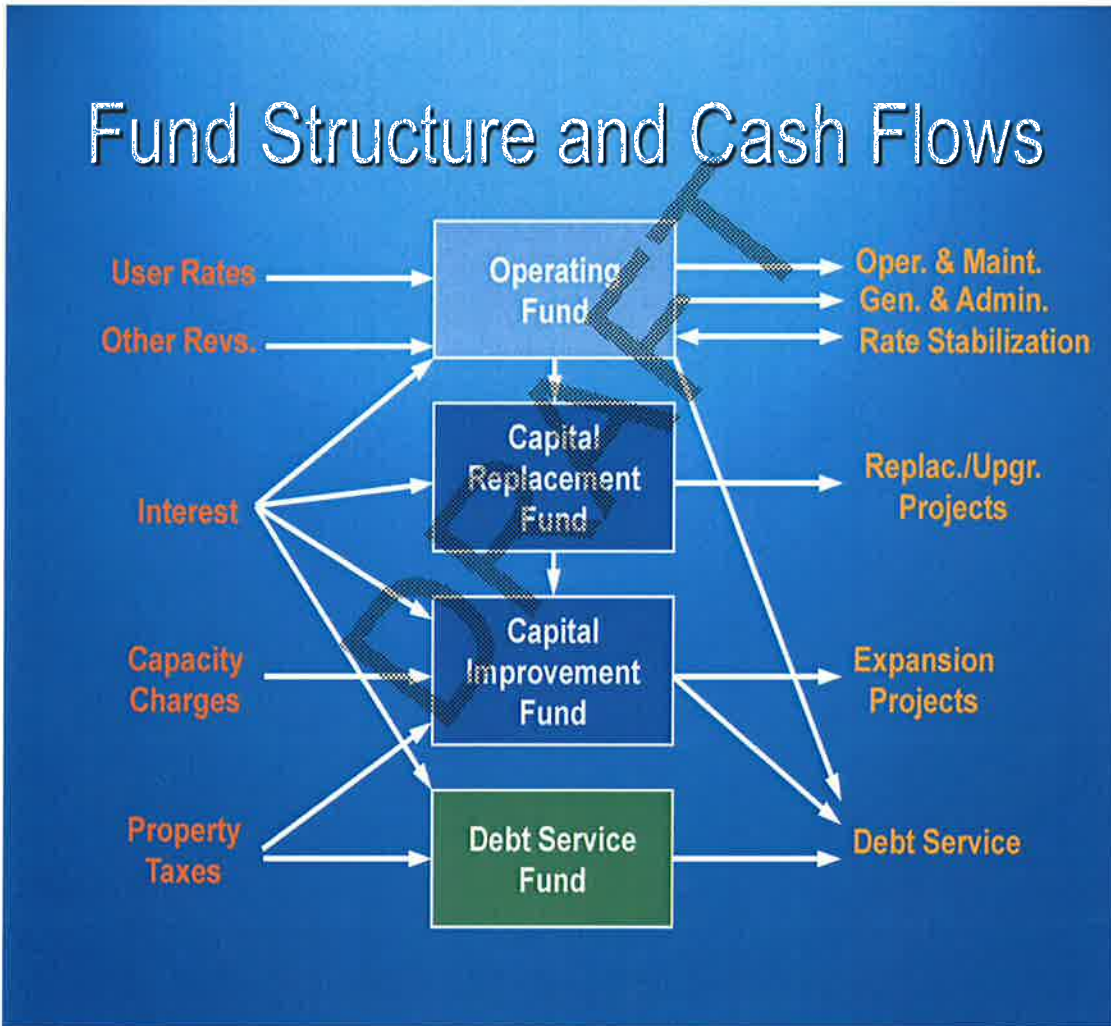 Fund Structure and Cash Flows
User Rates
Other Revs.
Interest
Capacity
Charges
Property
Taxes
Operating
Fund
Capital
Replacement
Fund
Capital
Improvement
Fund
Debt Service
Fund
Oper. & Maint.
Gen. & Admin.
Rate Stabilization
Replac./Upgr.
Projects
Expansion
Projects
Debt Service
DRAFT